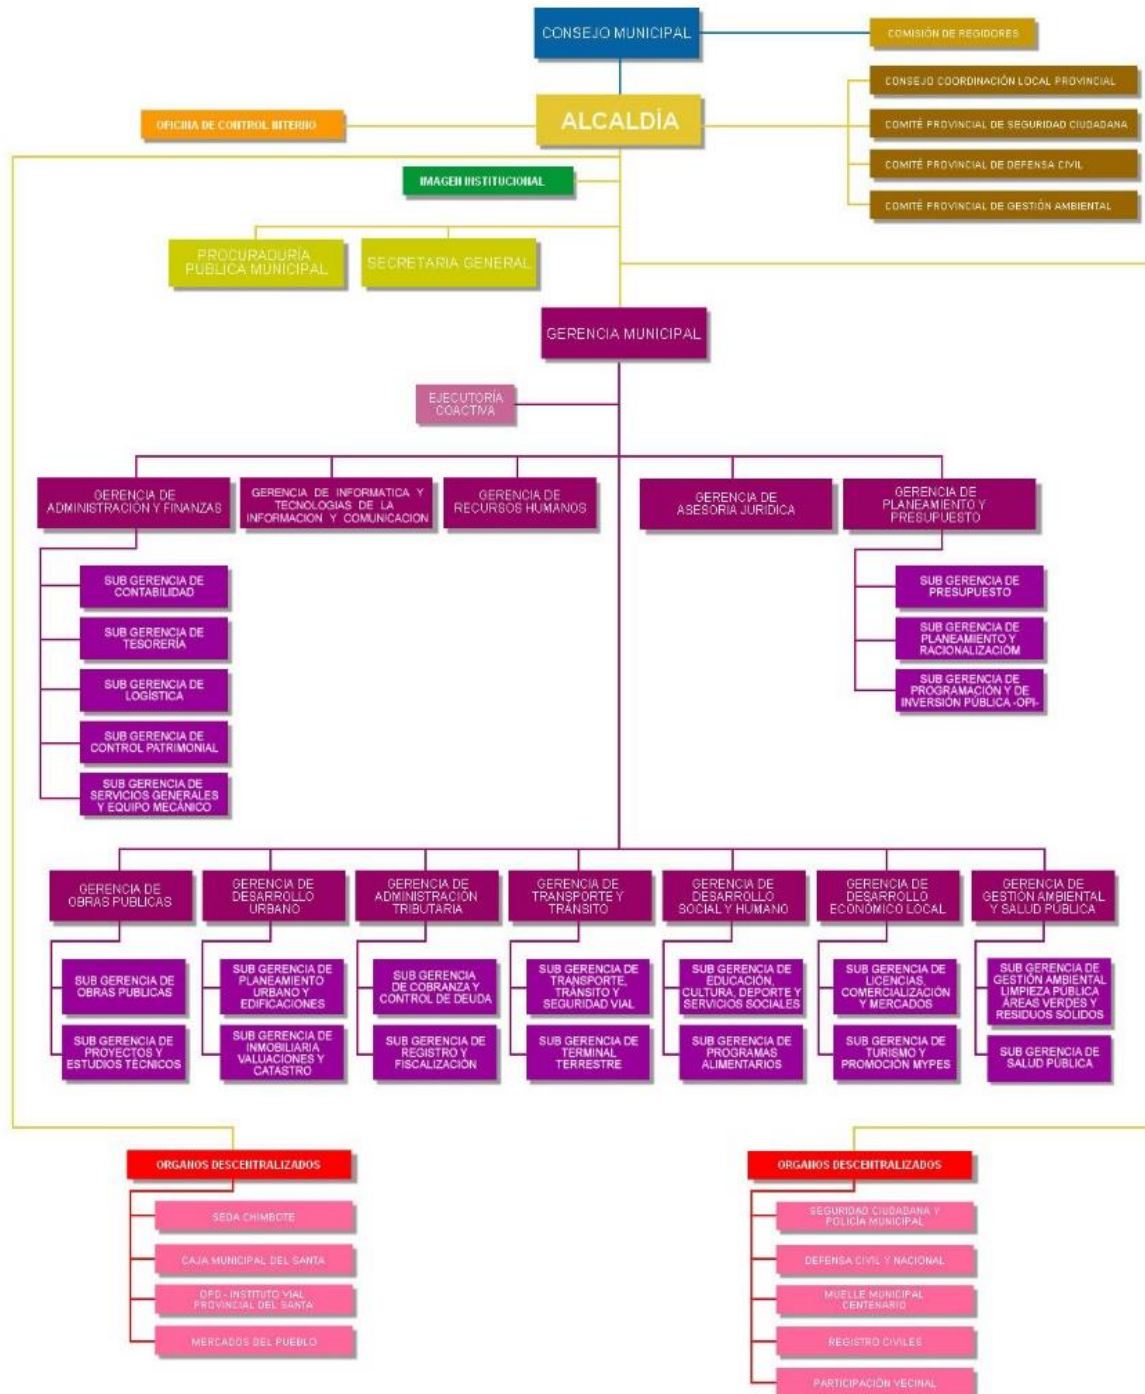 CONSEJO MUNICIPAL
COMISIÓN DE REGIDORES
CONSEJO COORDINACIÓN LOCAL PROVINCIAL
OFICINA DE CONTROL INTERNO
ALCALDÍA
COMITÉ PROVINCIAL DE SEGURIDAD CIUDADANA
COMITÉ PROVINCIAL DE DEFENSA CIVIL
IMAGEN INSTITUCIONAL
COMITÉ PROVINCIAL DE GESTIÓN AMBIENTAL
PROCURADURÍA
PÚBLICA MUNICIPAL
SECRETARIA GENERAL
GERENCIA MUNICIPAL
EJECUTORÍA
COACTIVA
GERENCIA DE
ADMINISTRACIÓN Y FINANZAS
GERENCIA DE INFORMATICA Y
TECNOLOGÍAS DE LA
INFORMACION Y COMUNICACION
GERENCIA DE
RECURSOS HUMANOS
GERENCIA DE
ASESORIA JURIDICA
GERENCIA DE
PLANEAMIENTO Y
PRESUPUESTO
SUB GERENCIA DE
CONTABILIDAD
SUB GERENCIA DE
TESORERÍA
SUB GERENCIA DE
LOGÍSTICA
SUB GERENCIA DE
CONTROL PATRIMONIAL
SUB GERENCIA DE
SERVICIOS GENERALES
Y EQUIPO MECÁNICO
SUB GERENCIA DE
PRESUPUESTO
SUB GERENCIA DE
PLANEAMIENTO Y
RACIONALIZACIÓM
SUB GERENCIA DE
PROGRAMACIÓN Y DE
INVERSIÓN PÚBLICA -OPI-
GERENCIA DE
OBRAS PUBLICAS
GERENCIA DE
DESARROLLO
URBANO
GERENCIA DE
ADMINISTRACIÓN
TRIBUTARIA
GERENCIA DE
TRANSPORTE Y
TRÁNSITO
GERENCIA DE
DESARROLLO
SOCIAL Y HUMANO
GERENCIA DE
DESARROLLO
ECONÓMICO LOCAL
GERENCIA DE
GESTIÓN AMBIENTAL
Y SALUD PÚBLICA
SUB GERENCIA DE
OBRAS PUBLICAS
SUB GERENCIA DE
PLANEAMIENTO
URBANO Y
EDIFICACIONES
SUB GERENCIA
DE COBRANZA Y
CONTROL DE DEUDA
SUB GERENCIA DE
TRANSPORTE,
TRÁNSITO Y
SEGURIDAD VIAL
SUB GERENCIA DE
EDUCACIÓN,
CULTURA, DEPORTE Y
SERVICIOS SOCIALES
SUB GERENCIA DE
LICENCIAS,
COMERCIALIZACIÓN
Y MERCADOS
SUB GERENCIA DE
GESTIÓN AMBIENTAL
LIMPIEZA PÚBLICA
ÁREAS VERDES Y
RESIDUOS SÓLIDOS
SUB GERENCIA DE
PROYECTOS Y
ESTUDIOS TÉCNICOS
SUB GERENCIA DE
INMOBILIARIA
VALUACIONES Y
CATASTRO
SUB GERENCIA DE
REGISTRO Y
FISCALIZACIÓN
SUB GERENCIA DE
TERMINAL
TERRESTRE
SUB GERENCIA DE
PROGRAMAS
ALIMENTARIOS
SUB GERENCIA DE
TURISMO Y
PROMOCIÓN MYPES
SUB GERENCIA DE
SALUD PÚBLICA
ORGANOS DESCENTRALIZADOS
SEDA CHIMBOTE
CAJA MUNICIPAL DEL SANTA
OPD - INSTITUTO VIAL
PROVINCIAL DEL SANTA
MERCADOS DEL PUEBLO
ORGANOS DESCENTRALIZADOS
SEGURIDAD CIUDADANA Y
POLICÍA MUNICIPAL
DEFENSA CIVIL Y NACIONAL
MUELLE MUNICIPAL
CENTENARIO
REGISTRO CIVILES
PARTICIPACIÓN VECINAL